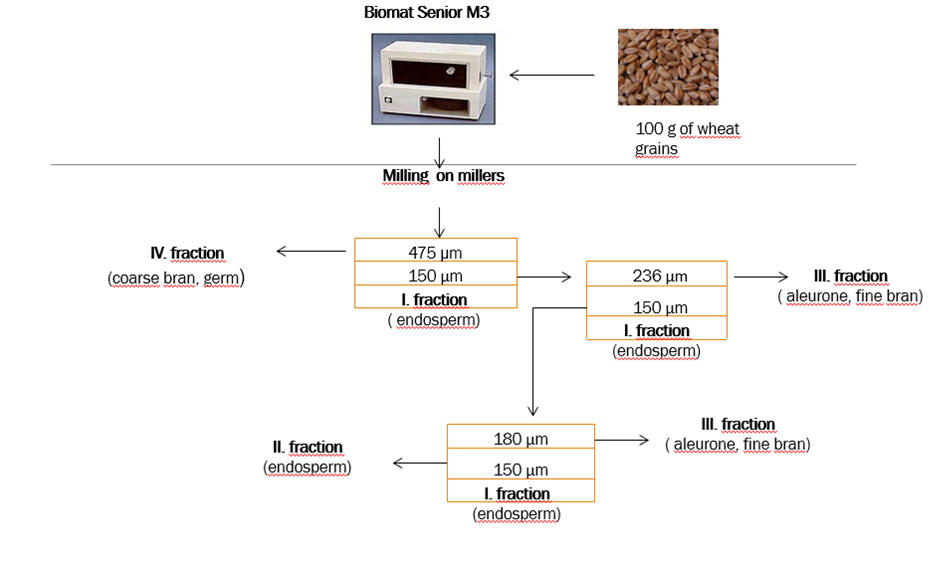 Biomat Senior M3
100 g of wheat
grains
Milling on millers
IV. fraction
(coarse bran, germ)
475 µm
150 µm
I. fraction
( endosperm)
236 µm
150 µm
I. fraction
(endosperm)
III. fraction
( aleurone, fine bran)
II. fraction
(endosperm)
180 µm
150 µm
I. fraction
(endosperm)
III. fraction
( aleurone, fine bran)